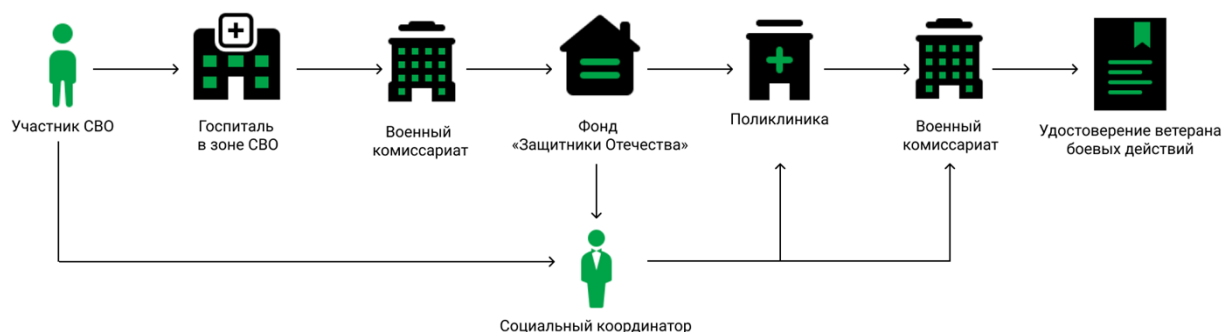 Участник СВО
Госпиталь
в зоне СВО
Военный
комиссариат
Фонд
«Защитники Отечества»
Поликлиника
Военный
комиссариат
Удостоверение ветерана
боевых действий
Социальный координатор